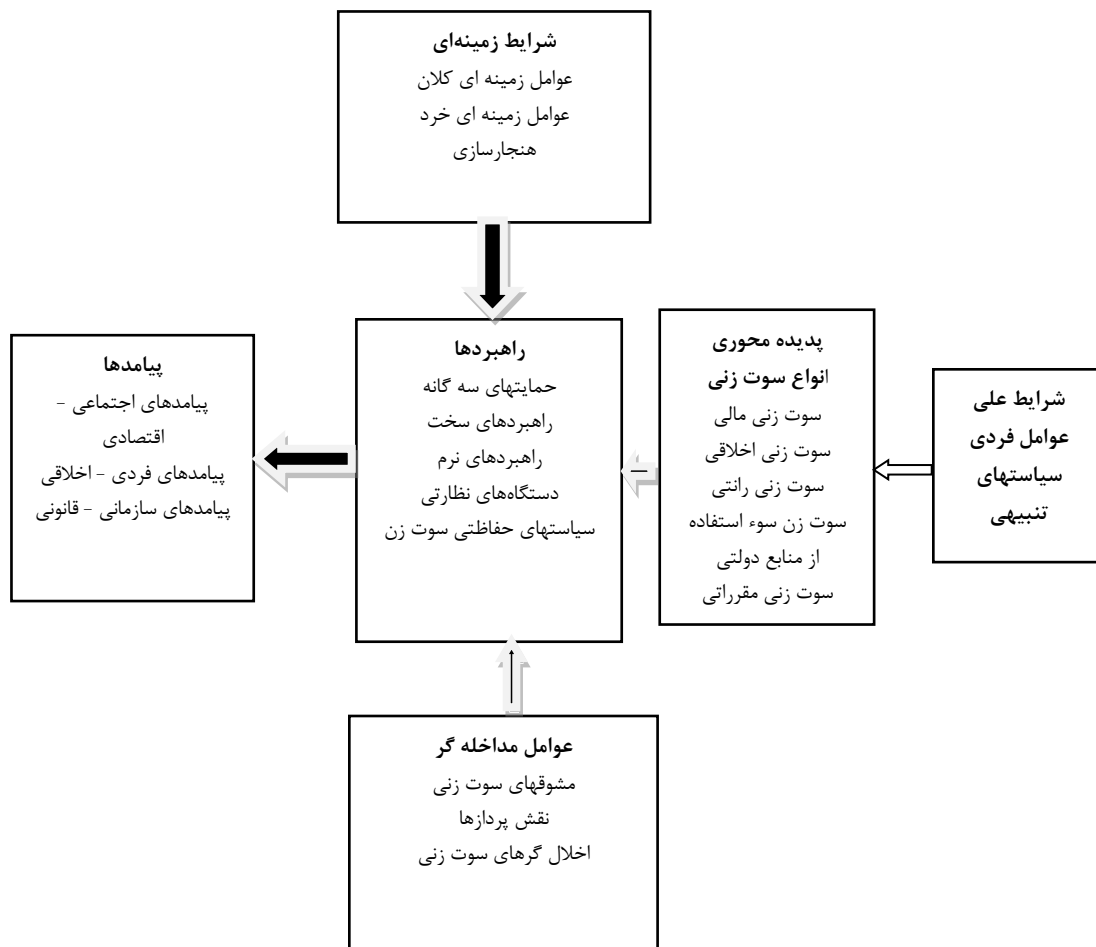 شرایط زمینه‌ای
عوامل زمینه ای کلان
عوامل زمینه ای خرد
هنجارسازی
شرایط علی
عوامل فردی
سیاستهای
تنبیهی
پدیده محوری
انواع سوت زنی
سوت زنی مالی
سوت زنی اخلاقی
سوت زنی رانتی
سوت زن سوء استفاده
از منابع دولتی
سوت زنی مقرراتی
راهبردها
حمایتهای سه گانه
راهبردهای سخت
راهبردهای نرم
دستگاه‌های نظارتی
سیاستهای حفاظتی سوت زن
پیامدها
پیامدهای اجتماعی –
اقتصادی
پیامدهای فردی – اخلاقی
پیامدهای سازمانی – قانونی
عوامل مداخله گر
مشوقهای سوت زنی
نقش پردازها
اخلال گرهای سوت زنی